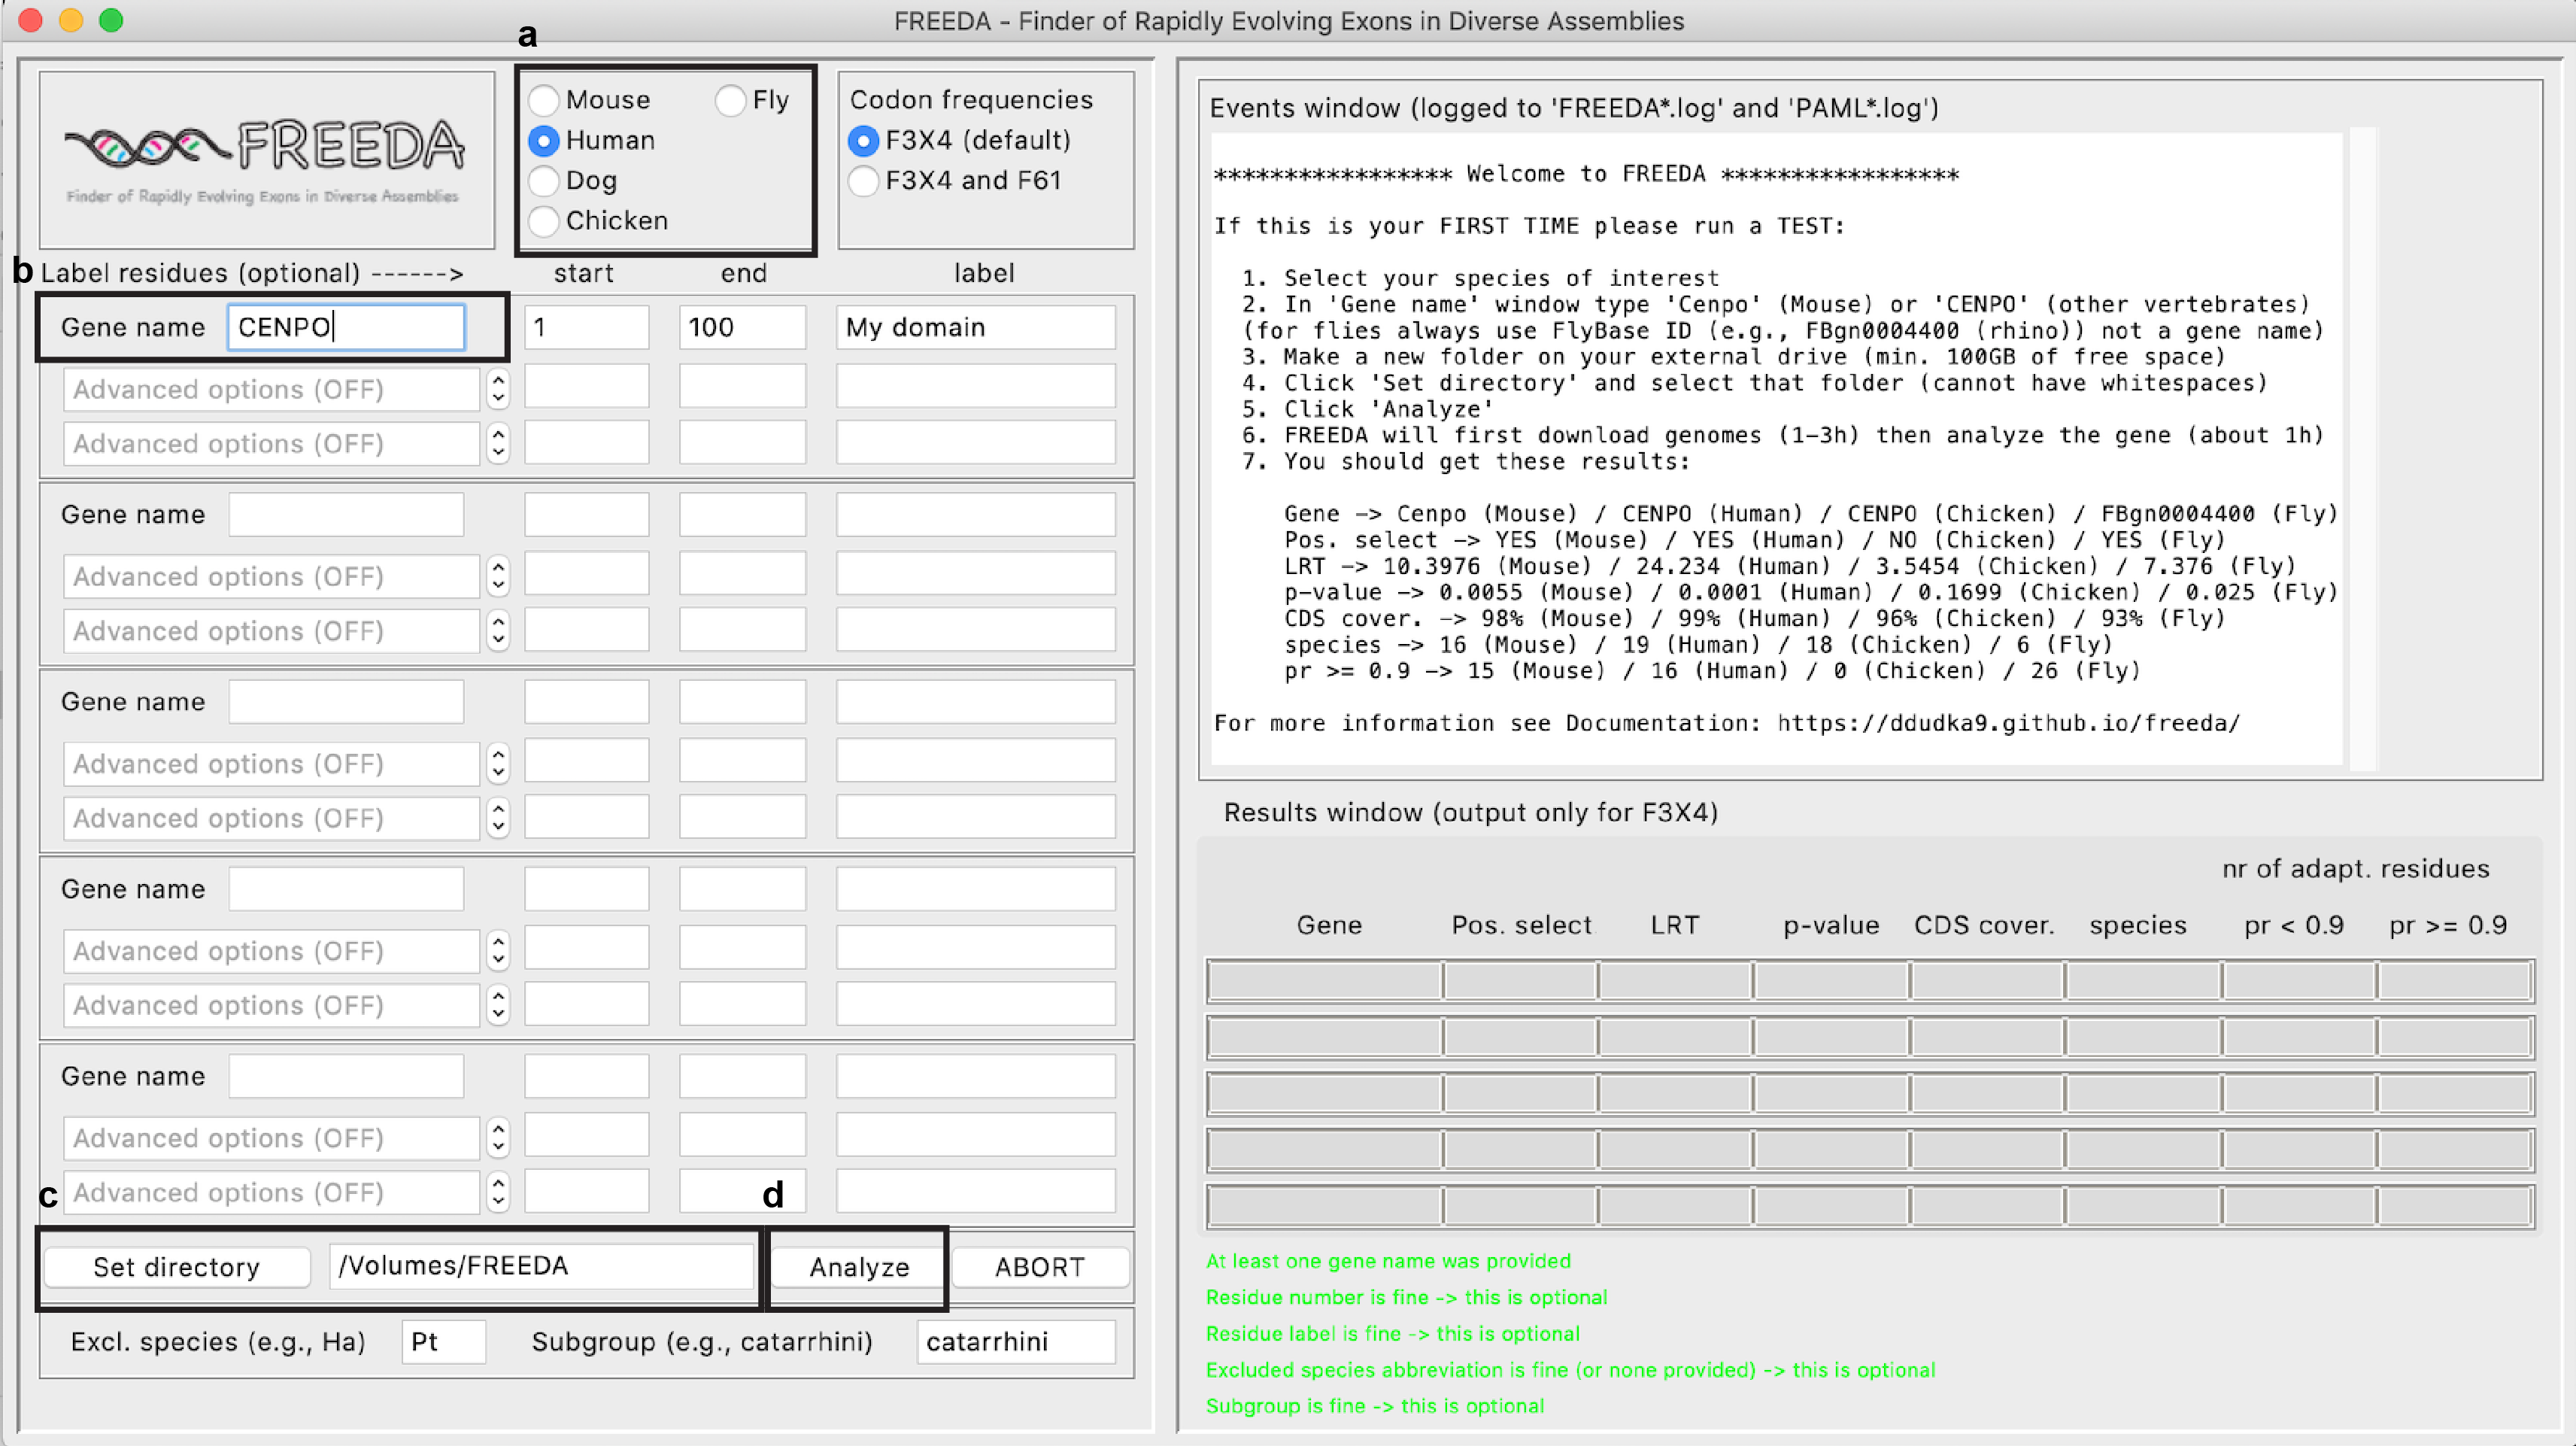 FREEDA - Finder of Rapidly Evolving Exons in Diverse Assemblies
a
FREEDA
Finder of Rapidly Evolving Exons in Diverse Assemblies
Mouse
Fly
Human
Dog
Chicken
Codon frequencies
F3X4 (default)
F3X4 and F61
b
Label residues (optional) ------> start end label
Gene name CENPO 1 100 My domain
Advanced options (OFF)
Advanced options (OFF)
Gene name
Advanced options (OFF)
Advanced options (OFF)
Gene name
Advanced options (OFF)
Advanced options (OFF)
Gene name
Advanced options (OFF)
Advanced options (OFF)
Gene name
Advanced options (OFF)
Advanced options (OFF)
c
d
Set directory /Volumes/FREEDA Analyze ABORT
Excl. species (e.g., Ha) Pt Subgroup (e.g., catarrhini) catarrhini
Events window (logged to 'FREEDA*.log' and 'PAML*.log')
***************** Welcome to FREEDA *****************
If this is your FIRST TIME please run a TEST:
1. Select your species of interest
2. In 'Gene name' window type 'Cenpo' (Mouse) or 'CENPO' (other vertebrates)
(for flies always use FlyBase ID (e.g., FBgn0004400 (rhino)) not a gene name)
3. Make a new folder on your external drive (min. 100GB of free space)
4. Click 'Set directory' and select that folder (cannot have whitespaces)
5. Click 'Analyze'
6. FREEDA will first download genomes (1-3h) then analyze the gene (about 1h)
7. You should get these results:
Gene -> Cenpo (Mouse) / CENPO (Human) / CENPO (Chicken) / FBgn0004400 (Fly)
Pos. select -> YES (Mouse) / YES (Human) / NO (Chicken) / YES (Fly)
LRT -> 10.3976 (Mouse) / 24.234 (Human) / 3.5454 (Chicken) / 7.376 (Fly)
p-value -> 0.0055 (Mouse) / 0.0001 (Human) / 0.1699 (Chicken) / 0.025 (Fly)
CDS cover. -> 98% (Mouse) / 99% (Human) / 96% (Chicken) / 93% (Fly)
species -> 16 (Mouse) / 19 (Human) / 18 (Chicken) / 6 (Fly)
pr >= 0.9 -> 15 (Mouse) / 16 (Human) / 0 (Chicken) / 26 (Fly)
For more information see Documentation: https://ddudka9.github.io/freeda/
Results window (output only for F3X4)
nr of adapt. residues
Gene Pos. select LRT p-value CDS cover. species pr < 0.9 pr >= 0.9
At least one gene name was provided
Residue number is fine -> this is optional
Residue label is fine -> this is optional
Excluded species abbreviation is fine (or none provided) -> this is optional
Subgroup is fine -> this is optional